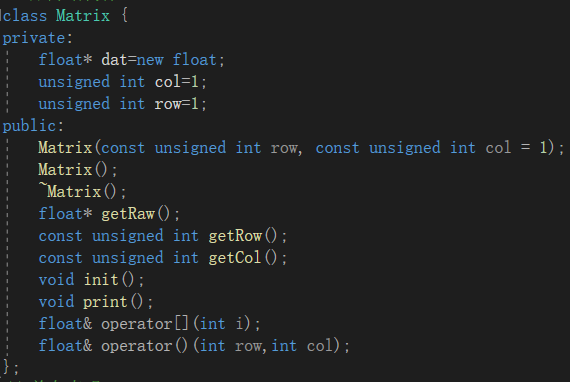 class Matrix {
private:
    float* dat=new float;
    unsigned int col=1;
    unsigned int row=1;
public:
    Matrix(const unsigned int row, const unsigned int col = 1);
    Matrix();
    ~Matrix();
    float* getRaw();
    const unsigned int getRow();
    const unsigned int getCol();
    void init();
    void print();
    float& operator[](int i);
    float& operator()(int row,int col);
};